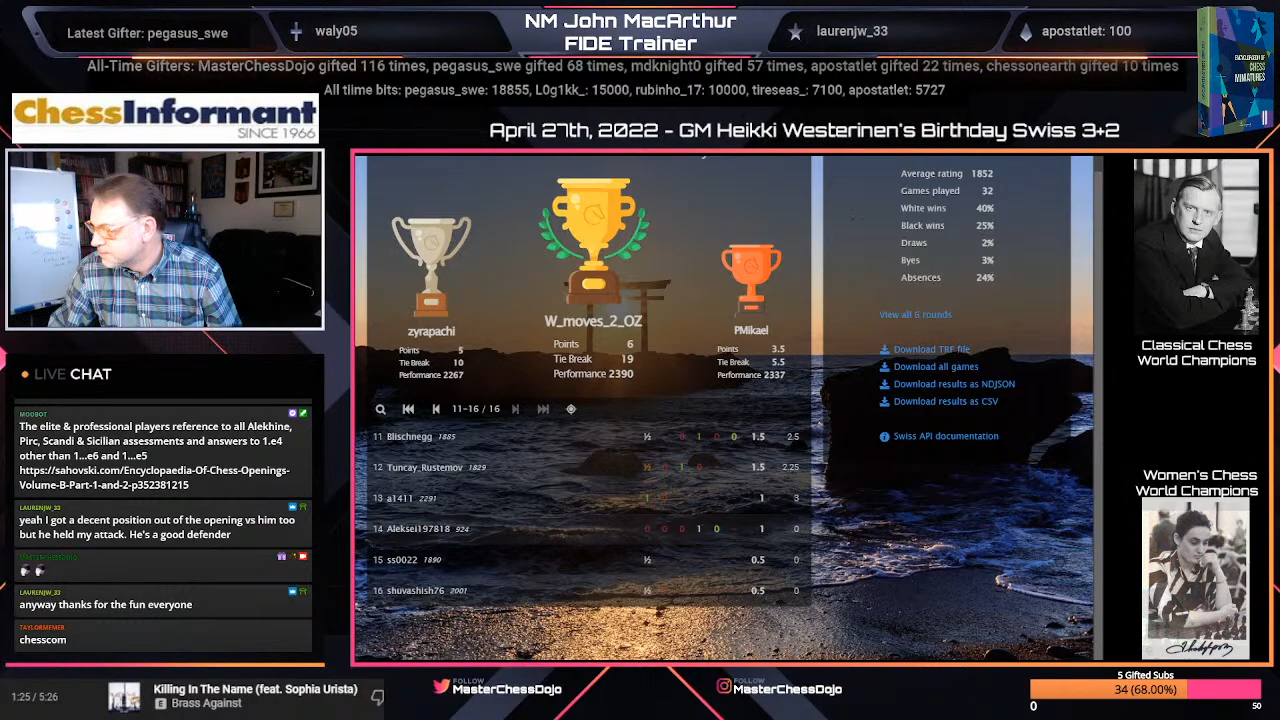 Latest Gifter: pegasus_swe
waly05
NM John MacArthur
FIDE Trainer
laurenjw_33
apostatlet: 100
All-Time Gifters: MasterChessDojo gifted 116 times, pegasus_swe gifted 68 times, mdknight0 gifted 57 times, apostatlet gifted 22 times, chessonearth gifted 10 times
All tiime bits: pegasus_swe: 18855, L0g1kk_: 15000, rubinho_17: 10000, tireseas_: 7100, apostatlet: 5727
ChessInformant
SINCE 1966
April 27th, 2022 - GM Heikki Westerinen's Birthday Swiss 3+2
CHESS
MINIATURES
LIVE CHAT
MOOBOT
The elite & professional players reference to all Alekhine,
Pirc, Scandi & Sicilian assessments and answers to 1.e4
other than 1...e6 and 1...e5
https://sahovski.com/Encyclopaedia-Of-Chess-Openings-
Volume-B-Part-1-and-2-p352381215
LAURENJW_33
yeah I got a decent position out of the opening vs him too
but he held my attack. He's a good defender
MASTERCHESSDOJO
LAURENJW_33
anyway thanks for the fun everyone
TAYLORMEMER
chesscom
zyrapachi
Points 5
Tie Break 10
Performance 2267
W_moves_2_OZ
Points 6
Tie Break 19
Performance 2390
PMikael
Points 3.5
Tie Break 5.5
Performance 2337
11-16 / 16
11 Blischnegg 1885 ½ 0 1 0 0 1.5 2.5
12 Tuncay_Rustemov 1829 ½ 0 1 0 1.5 2.25
13 a1411 2291 1 0 1 3
14 Aleksei197818 924 0 0 0 1 0 1 0
15 ss0022 1890 ½ 0.5 0
16 shuvashish76 2001 ½ 0.5 0
Average rating 1852
Games played 32
White wins 40%
Black wins 25%
Draws 2%
Byes 3%
Absences 24%
View all 6 rounds
Download TRF file
Download all games
Download results as NDJSON
Download results as CSV
Swiss API documentation
Classical Chess
World Champions
Women's Chess
World Champions
1:25 / 5:26
Killing In The Name (feat. Sophia Urista)
E Brass Against
FOLLOW
MasterChessDojo
FOLLOW
MasterChessDojo
5 Gifted Subs
34 (68.00%)
0
50